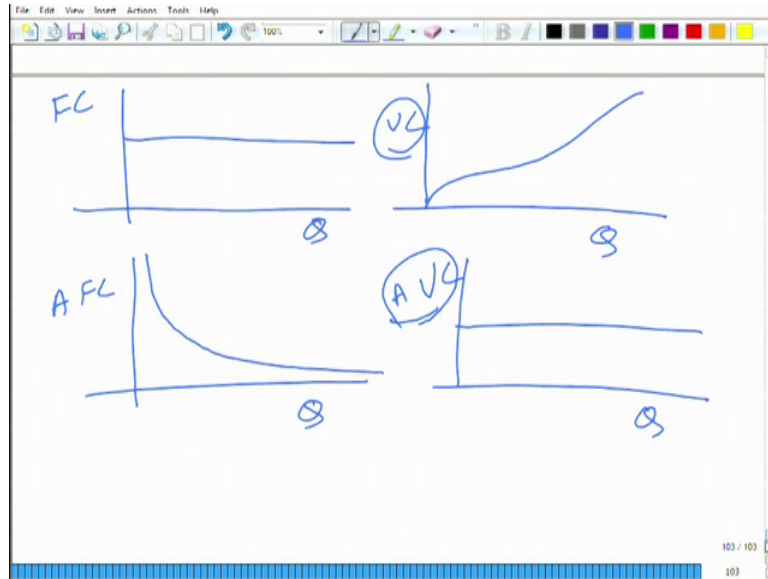 File Edit View Insert Actions Tools Help
100% B I
FC VC
Q Q
AFC AVC
Q Q
103 / 103
103